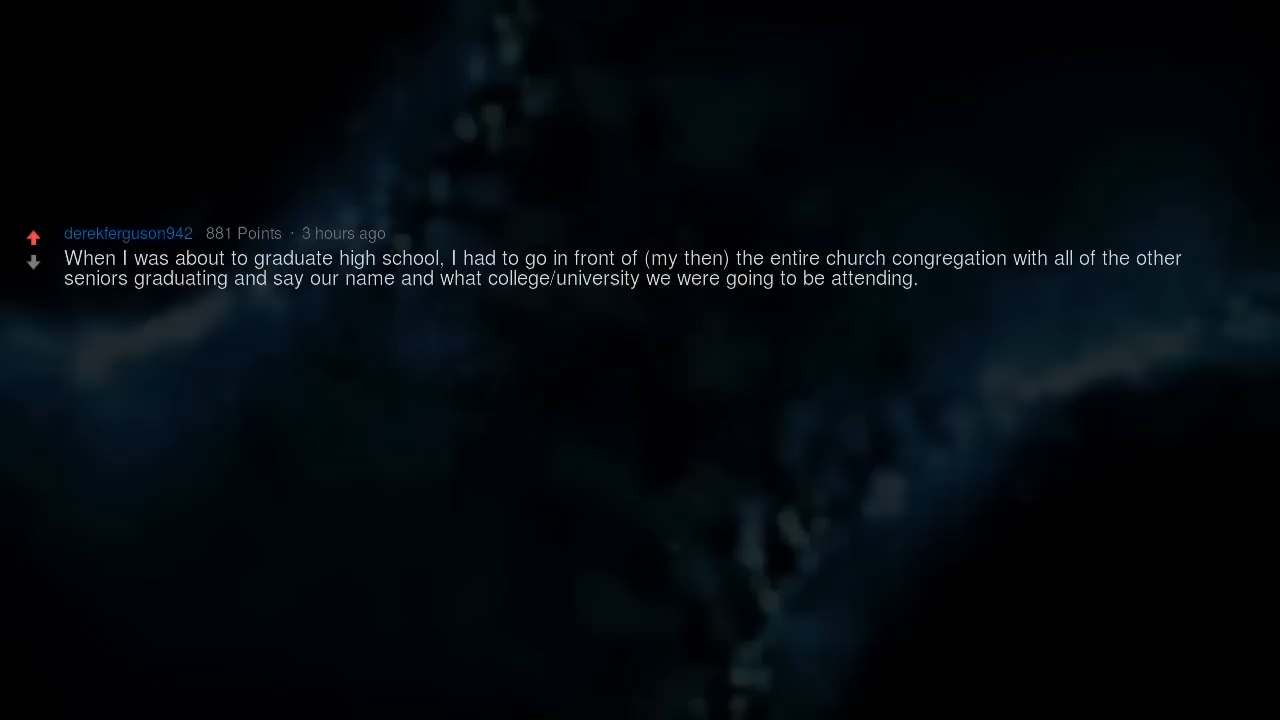 derekferguson942 881 Points · 3 hours ago
When I was about to graduate high school, I had to go in front of (my then) the entire church congregation with all of the other
seniors graduating and say our name and what college/university we were going to be attending.